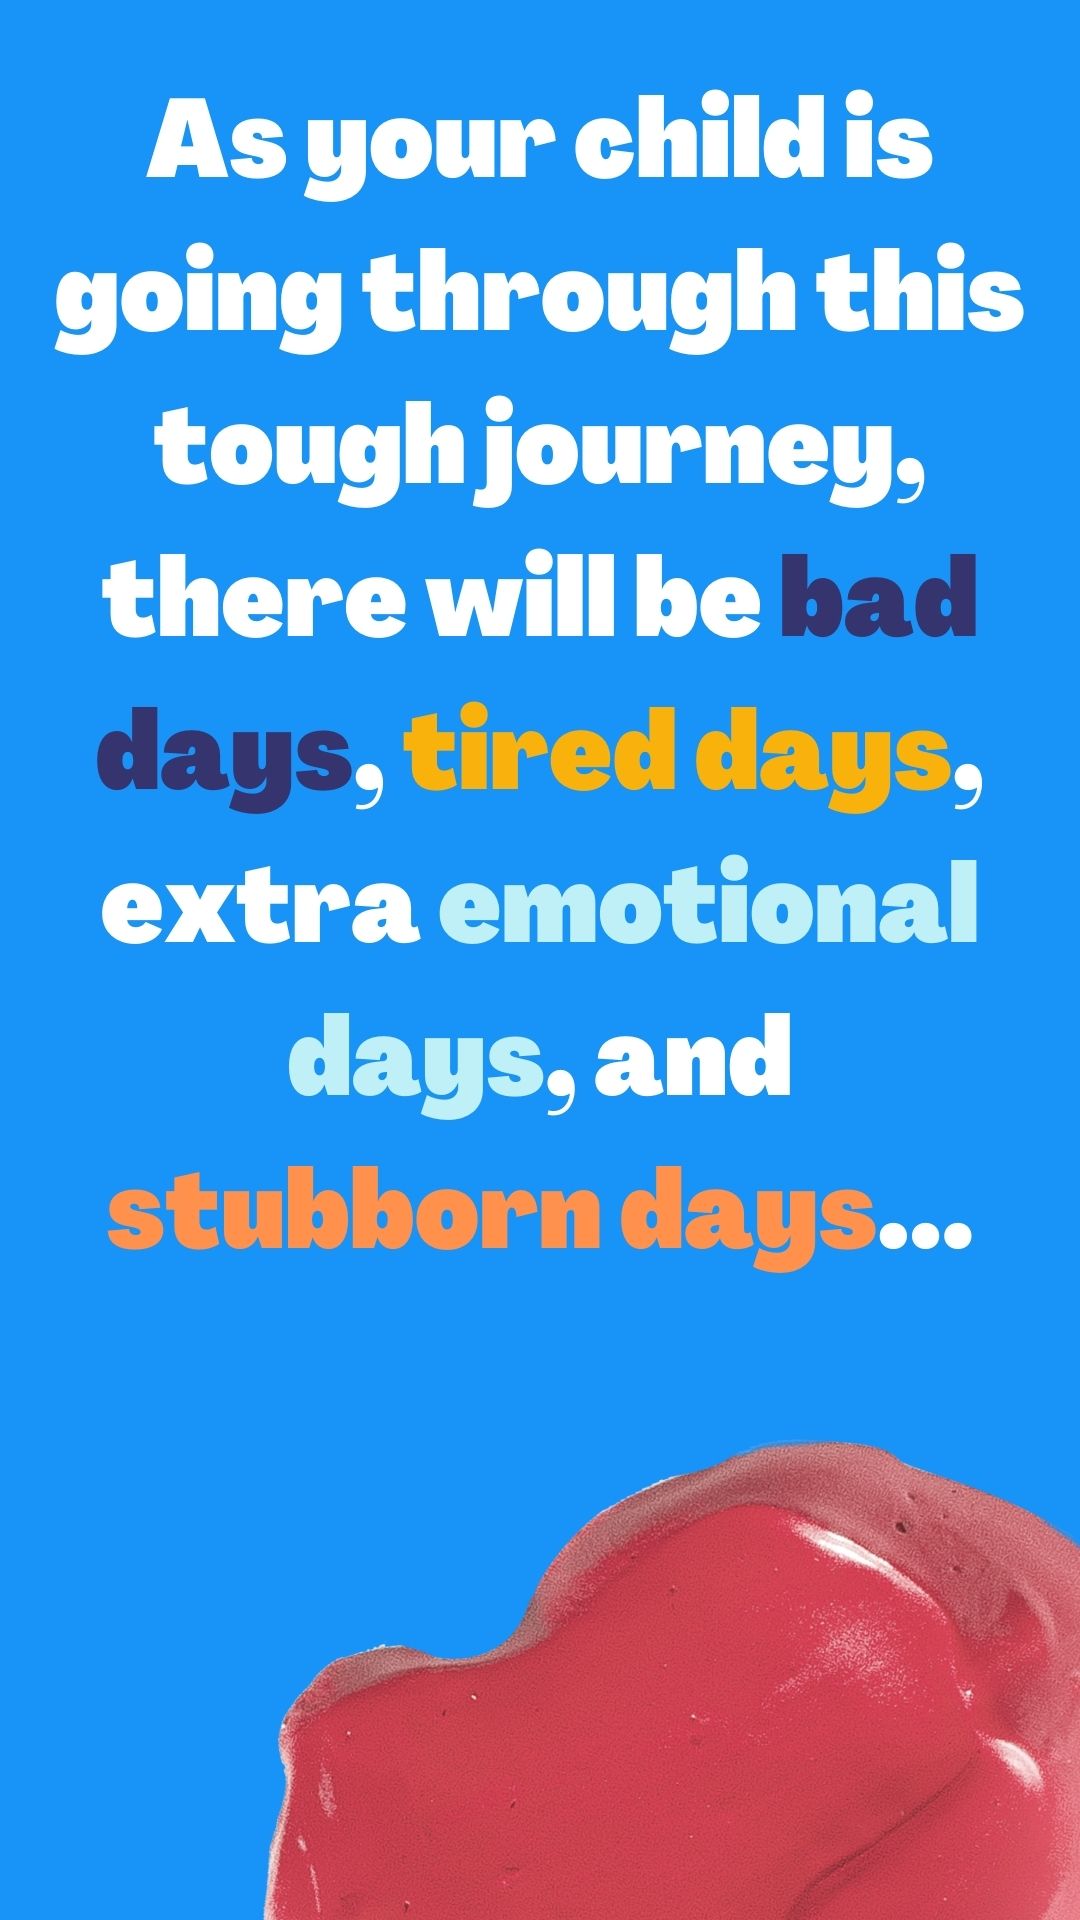 As your child is
going through this
tough journey,
there will be bad
days, tired days,
extra emotional
days, and
stubborn days...